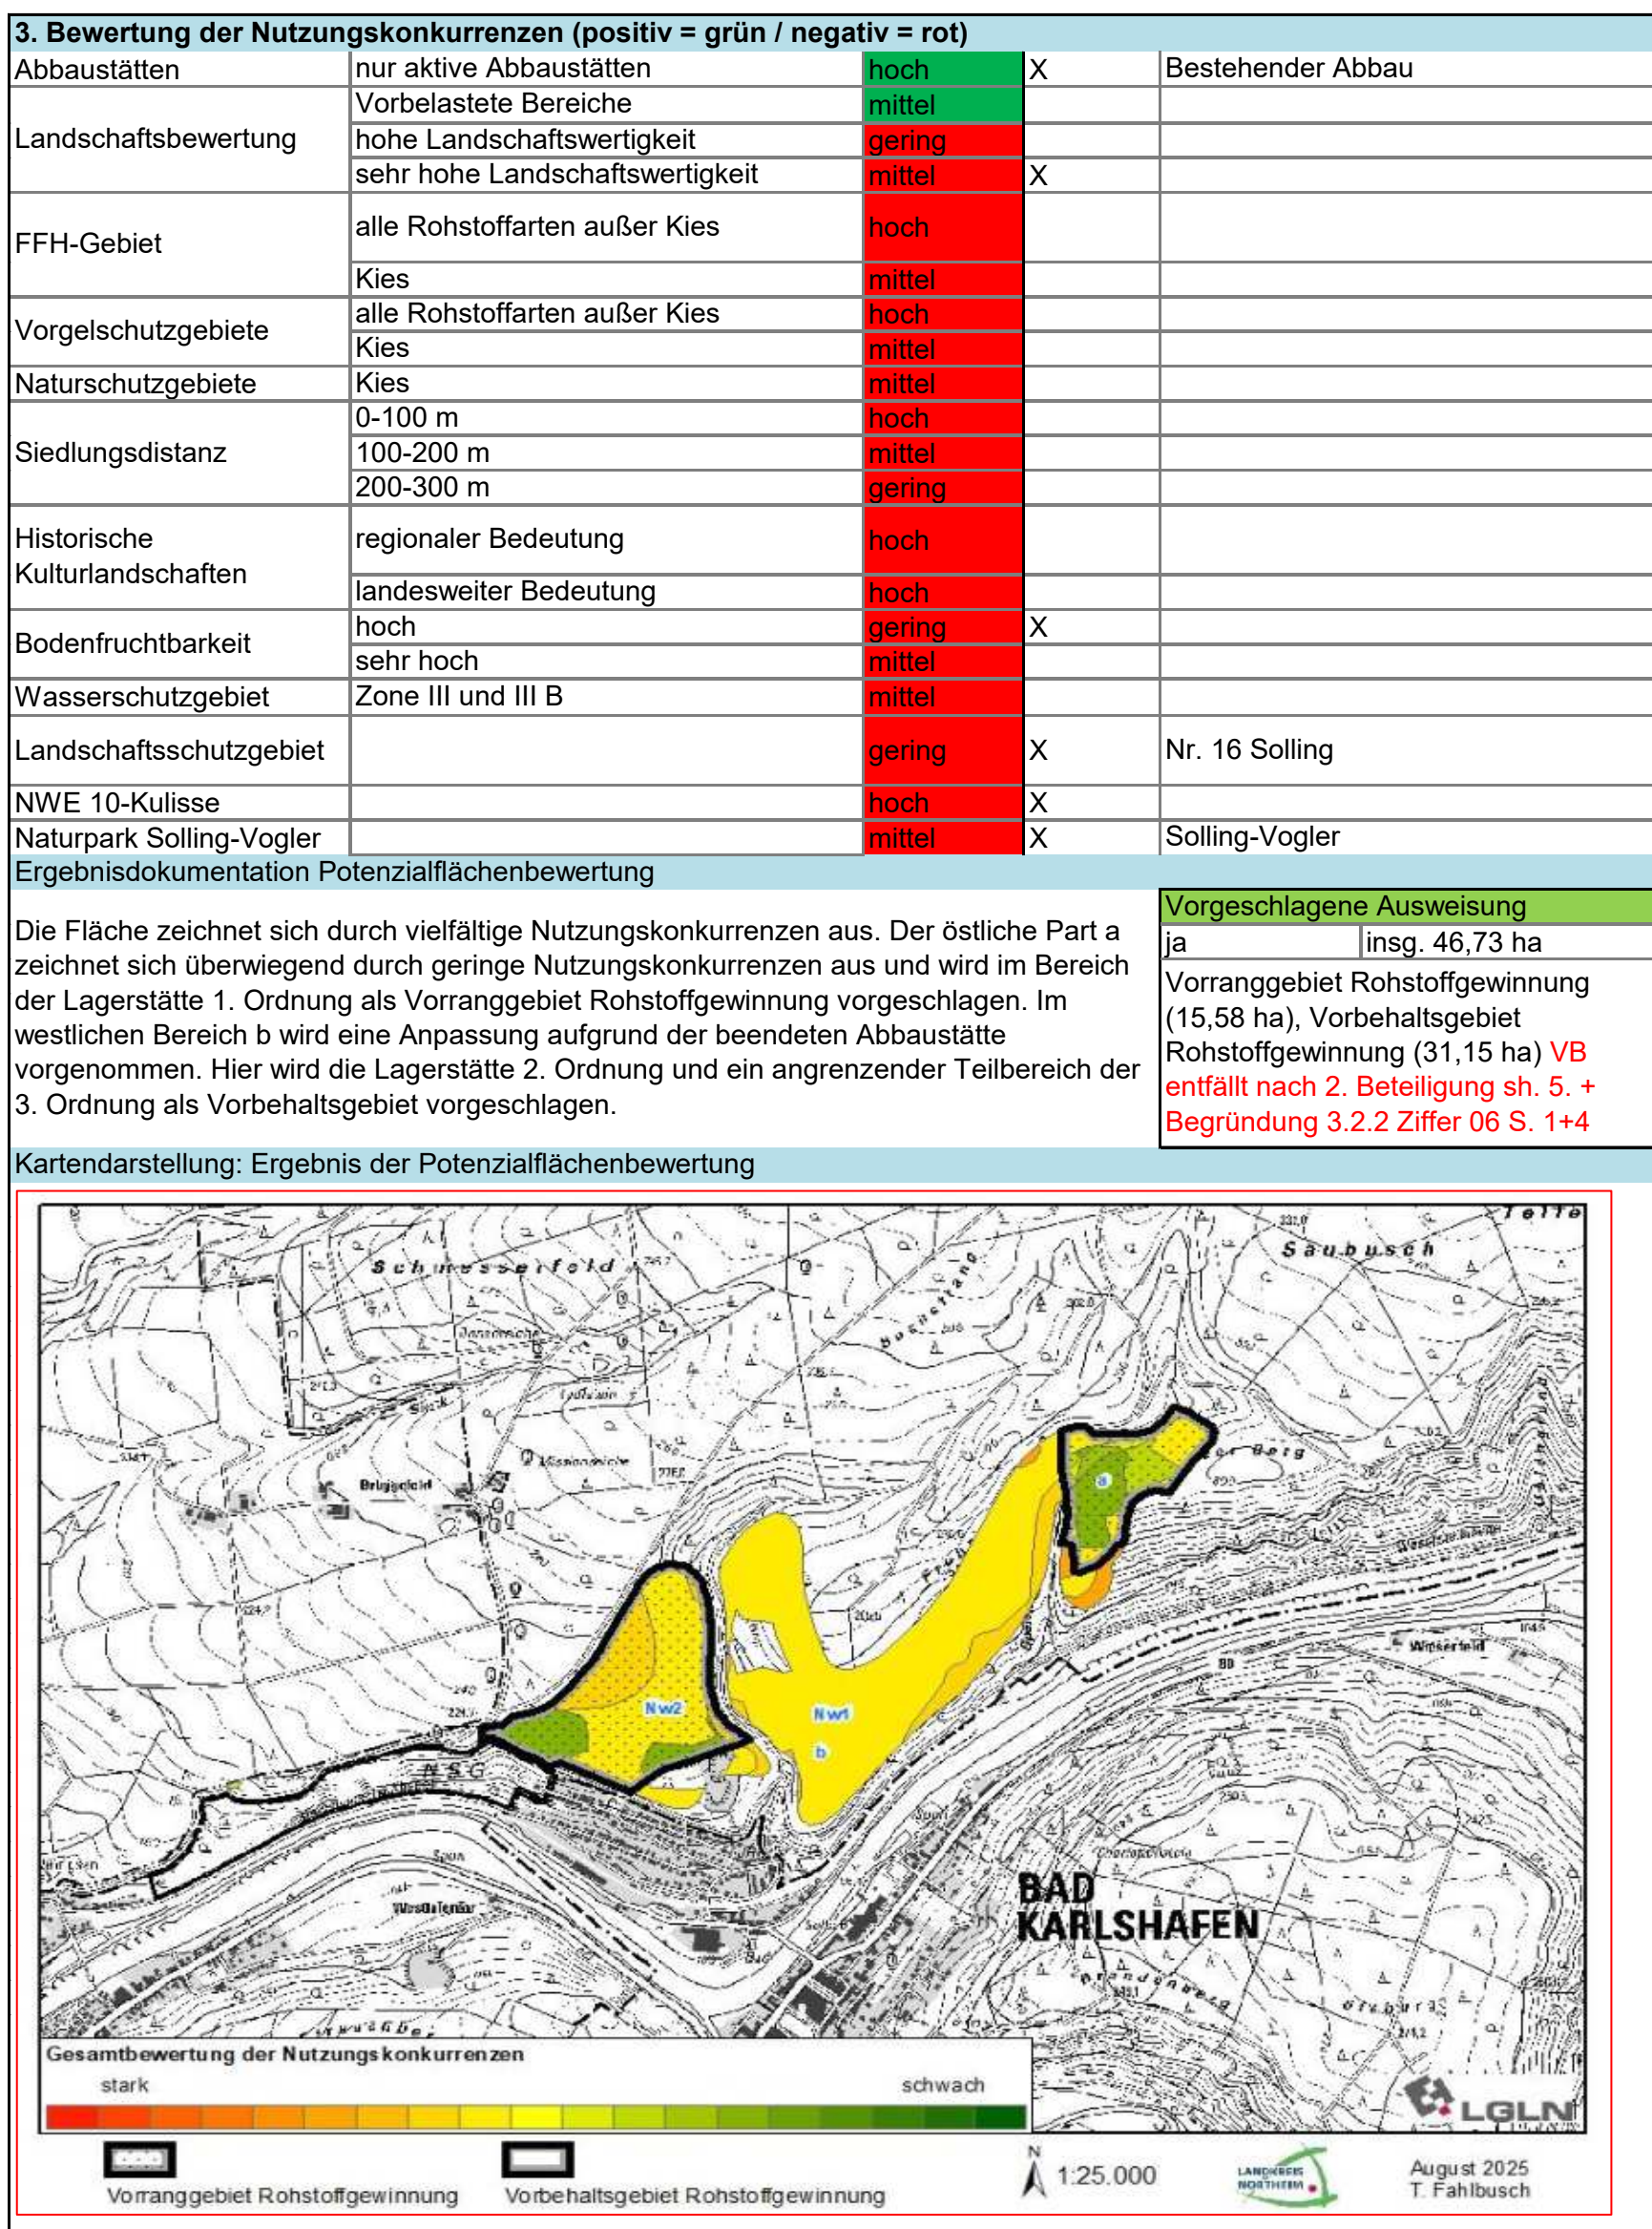 3. Bewertung der Nutzungskonkurrenzen (positiv = grün / negativ = rot)
Abbaustätten nur aktive Abbaustätten hoch X Bestehender Abbau
Landschaftsbewertung Vorbelastete Bereiche mittel
hohe Landschaftswertigkeit gering
sehr hohe Landschaftswertigkeit mittel X
FFH-Gebiet alle Rohstoffarten außer Kies hoch
Kies mittel
Vorgelschutzgebiete alle Rohstoffarten außer Kies hoch
Kies mittel
Naturschutzgebiete Kies mittel
Siedlungsdistanz 0-100 m hoch
100-200 m mittel
200-300 m gering
Historische
Kulturlandschaften regionaler Bedeutung hoch
landesweiter Bedeutung hoch
Bodenfruchtbarkeit hoch gering X
sehr hoch mittel
Wasserschutzgebiet Zone III und III B mittel
Landschaftsschutzgebiet gering X Nr. 16 Solling
NWE 10-Kulisse hoch X
Naturpark Solling-Vogler mittel X Solling-Vogler
Ergebnisdokumentation Potenzialflächenbewertung
Die Fläche zeichnet sich durch vielfältige Nutzungskonkurrenzen aus. Der östliche Part a
zeichnet sich überwiegend durch geringe Nutzungskonkurrenzen aus und wird im Bereich
der Lagerstätte 1. Ordnung als Vorranggebiet Rohstoffgewinnung vorgeschlagen. Im
westlichen Bereich b wird eine Anpassung aufgrund der beendeten Abbaustätte
vorgenommen. Hier wird die Lagerstätte 2. Ordnung und ein angrenzender Teilbereich der
3. Ordnung als Vorbehaltsgebiet vorgeschlagen.
Vorgeschlagene Ausweisung
ja insg. 46,73 ha
Vorranggebiet Rohstoffgewinnung
(15,58 ha), Vorbehaltsgebiet
Rohstoffgewinnung (31,15 ha) VB
entfällt nach 2. Beteiligung sh. 5. +
Begründung 3.2.2 Ziffer 06 S. 1+4
Kartendarstellung: Ergebnis der Potenzialflächenbewertung
Saubusch
a
Nw2
Nw1
b
NSG
BAD
KARLSHAFEN
Gesamtbewertung der Nutzungskonkurrenzen
stark schwach
LGLN
Vorranggebiet Rohstoffgewinnung
Vorbehaltsgebiet Rohstoffgewinnung
N
1:25.000
LANDKREIS
NORTHEIM
August 2025
T. Fahlbusch